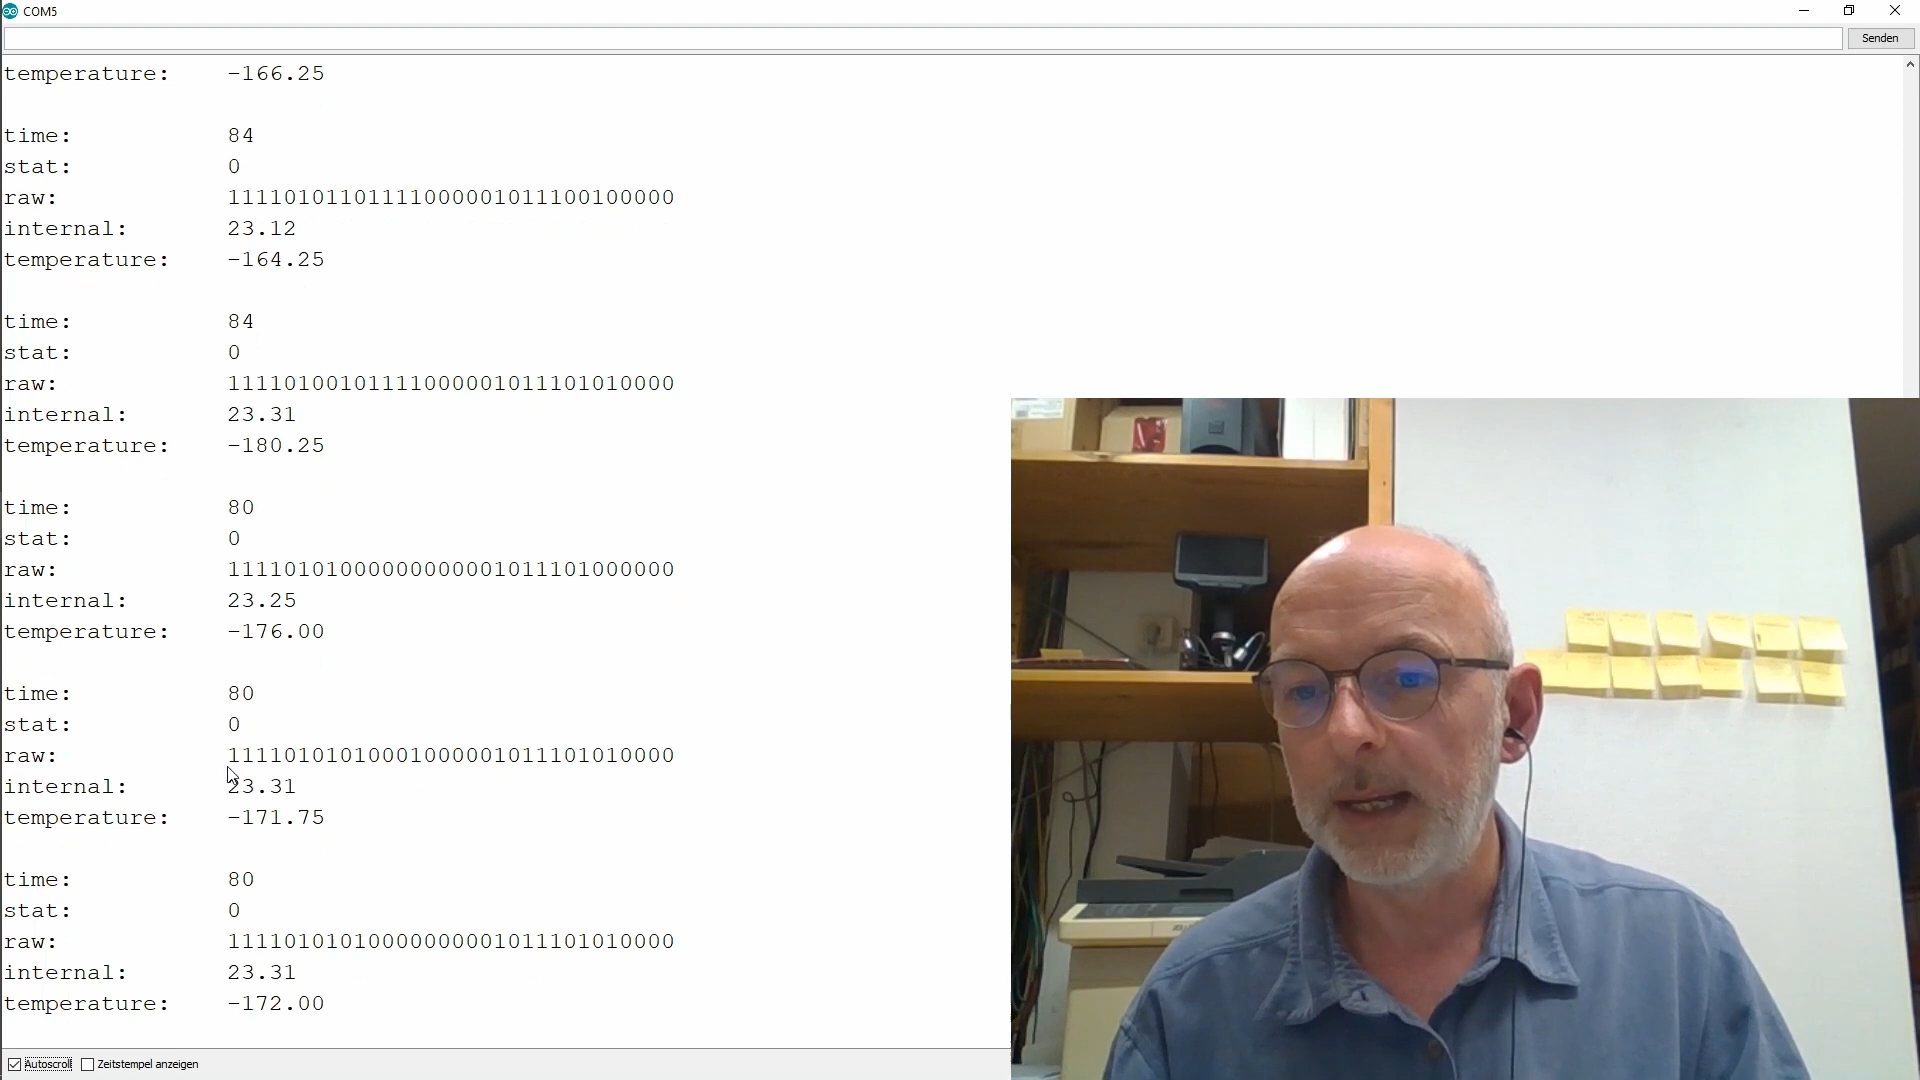 COM5
Senden
temperature: -166.25
time: 84
stat: 0
raw: 11110101101111000001011100100000
internal: 23.12
temperature: -164.25
time: 84
stat: 0
raw: 11110100101111000001011101010000
internal: 23.31
temperature: -180.25
time: 80
stat: 0
raw: 11110101000000000001011101000000
internal: 23.25
temperature: -176.00
time: 80
stat: 0
raw: 11110101010001000001011101010000
internal: 23.31
temperature: -171.75
time: 80
stat: 0
raw: 11110101010000000001011101010000
internal: 23.31
temperature: -172.00
Autoscroll Zeitstempel anzeigen